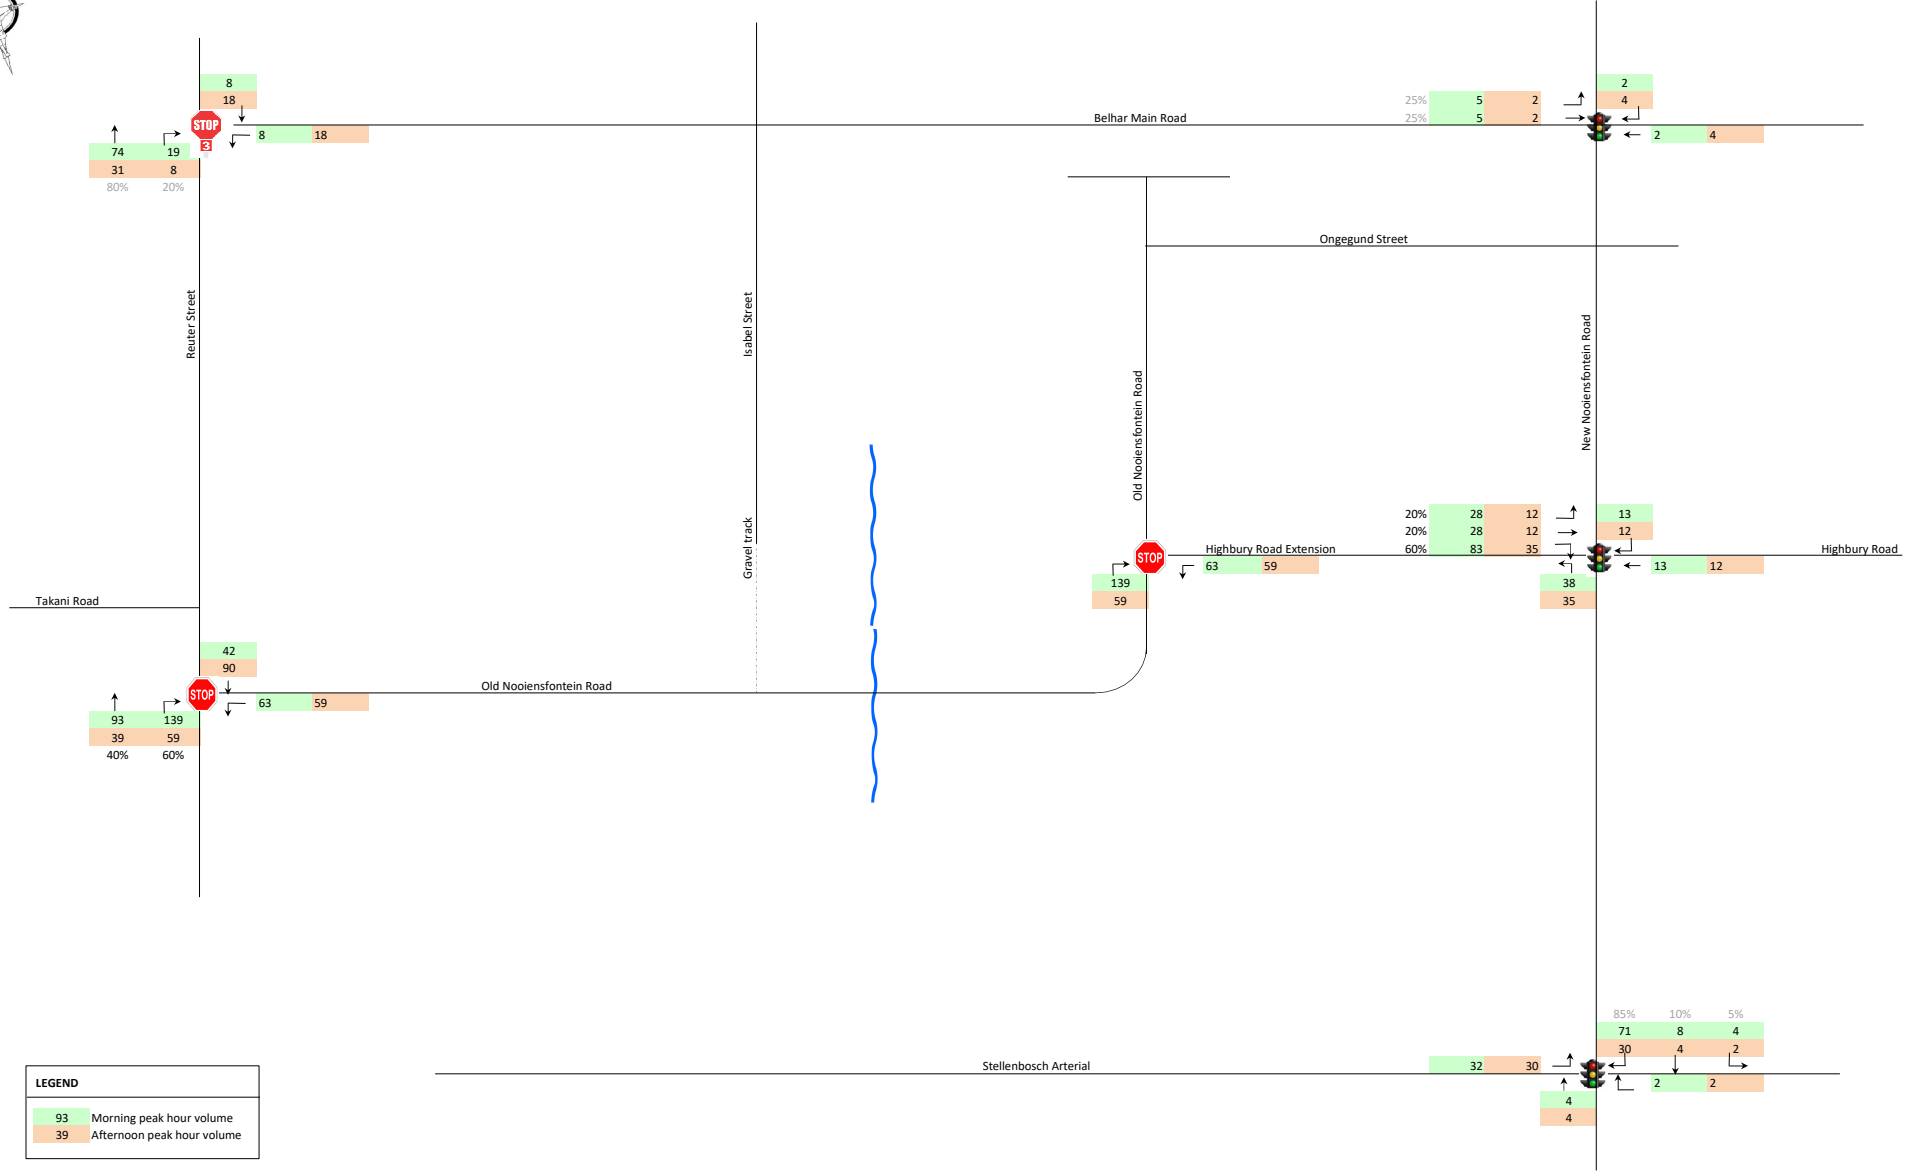 8
18
STOP
3
8 18
74 19
31 8
80% 20%
Belhar Main Road
25% 5 2
25% 5 2
2
4
2 4
Ongegund Street
Reuter Street
Isabel Street
Old Nooiensfontein Road
New Nooiensfontein Road
Gravel track
20% 28 12
20% 28 12
60% 83 35
13
12
STOP
Highbury Road Extension
Highbury Road
63 59
13 12
139
59
38
35
Takani Road
42
90
STOP
Old Nooiensfontein Road
63 59
93 139
39 59
40% 60%
85% 10% 5%
71 8 4
30 4 2
Stellenbosch Arterial
32 30
2 2
4
4
LEGEND
93 Morning peak hour volume
39 Afternoon peak hour volume